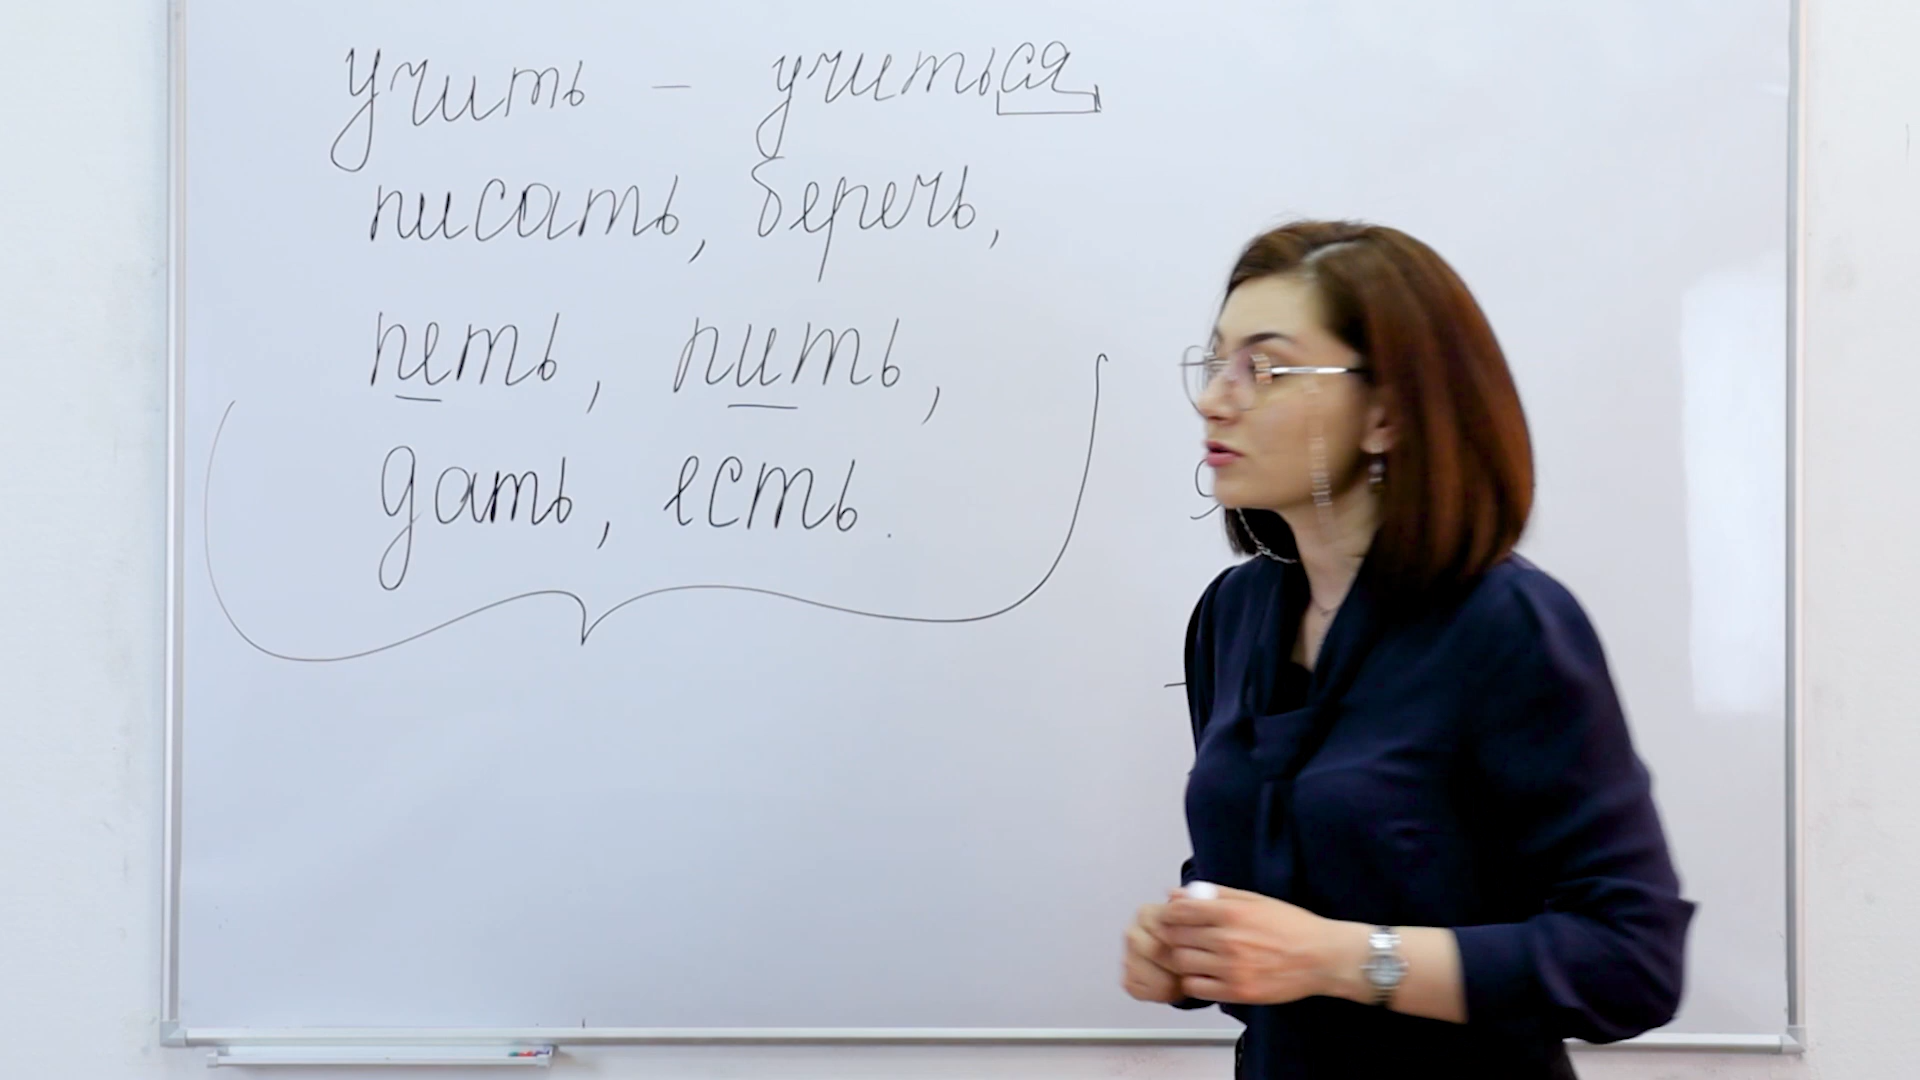 учить – учиться
писать, беречь,
петь, пить,
дать, есть.